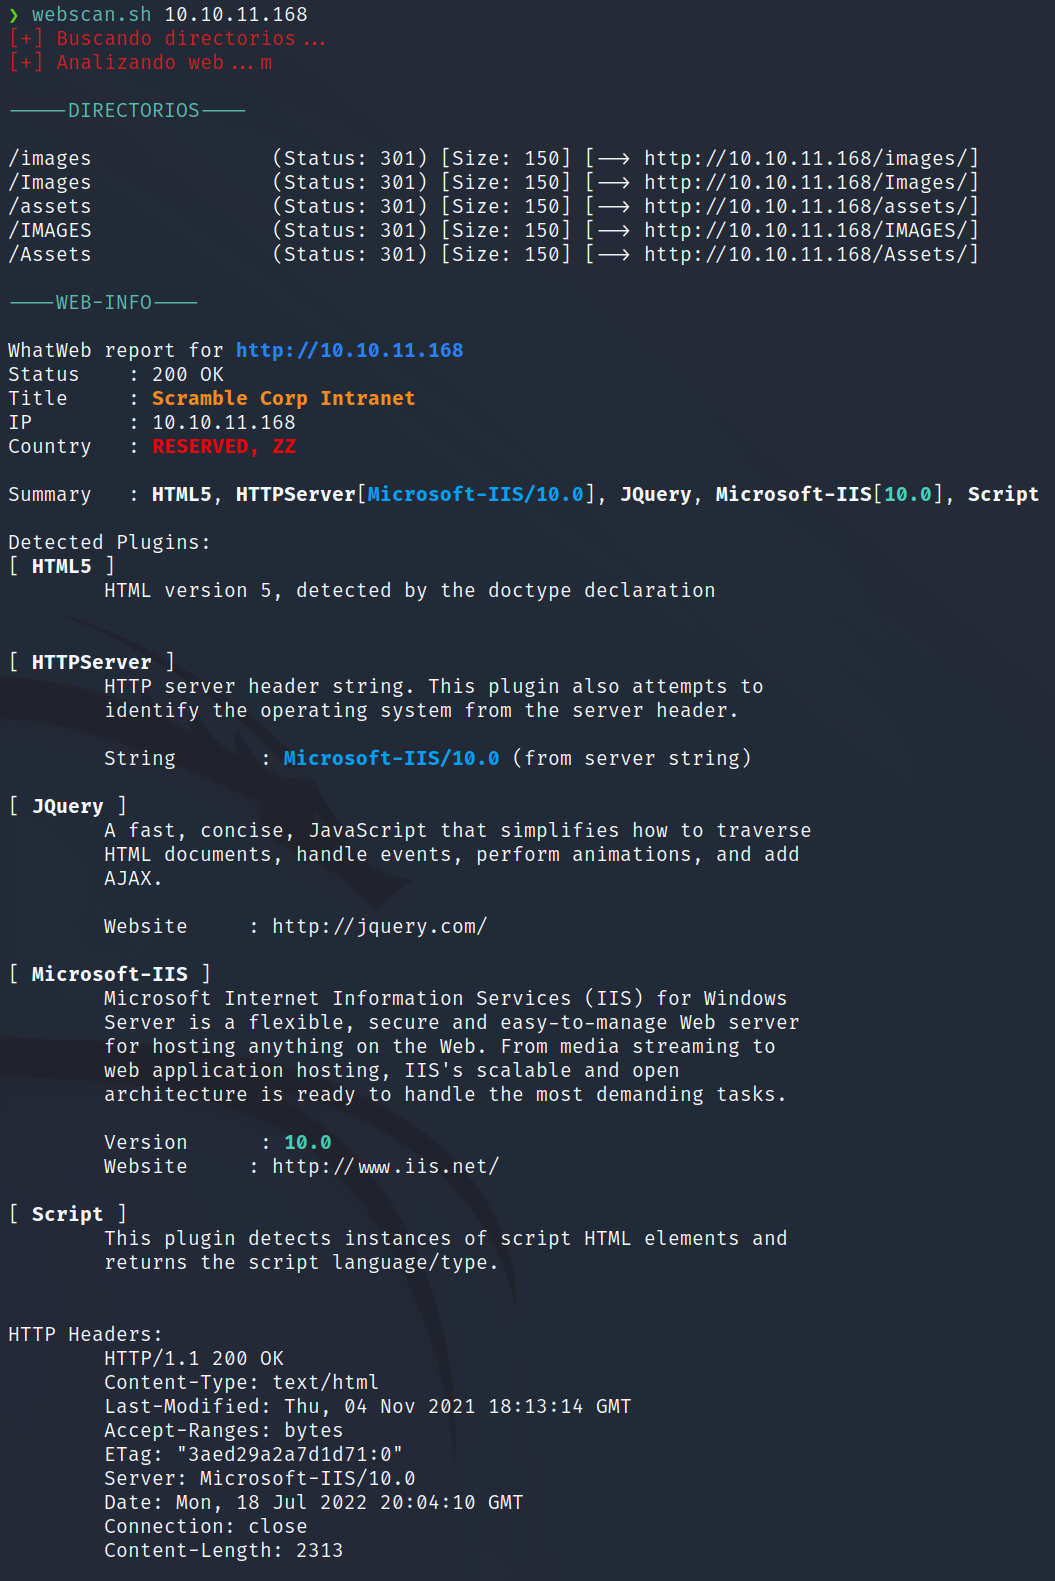 ❯ webscan.sh 10.10.11.168
[+] Buscando directorios...
[+] Analizando web...m
-----DIRECTORIOS----
/images (Status: 301) [Size: 150] [--> http://10.10.11.168/images/]
/Images (Status: 301) [Size: 150] [--> http://10.10.11.168/Images/]
/assets (Status: 301) [Size: 150] [--> http://10.10.11.168/assets/]
/IMAGES (Status: 301) [Size: 150] [--> http://10.10.11.168/IMAGES/]
/Assets (Status: 301) [Size: 150] [--> http://10.10.11.168/Assets/]
----WEB-INFO----
WhatWeb report for http://10.10.11.168
Status : 200 OK
Title : Scramble Corp Intranet
IP : 10.10.11.168
Country : RESERVED, ZZ
Summary : HTML5, HTTPServer[Microsoft-IIS/10.0], JQuery, Microsoft-IIS[10.0], Script
Detected Plugins:
[ HTML5 ]
HTML version 5, detected by the doctype declaration
[ HTTPServer ]
HTTP server header string. This plugin also attempts to
identify the operating system from the server header.
String : Microsoft-IIS/10.0 (from server string)
[ JQuery ]
A fast, concise, JavaScript that simplifies how to traverse
HTML documents, handle events, perform animations, and add
AJAX.
Website : http://jquery.com/
[ Microsoft-IIS ]
Microsoft Internet Information Services (IIS) for Windows
Server is a flexible, secure and easy-to-manage Web server
for hosting anything on the Web. From media streaming to
web application hosting, IIS's scalable and open
architecture is ready to handle the most demanding tasks.
Version : 10.0
Website : http://www.iis.net/
[ Script ]
This plugin detects instances of script HTML elements and
returns the script language/type.
HTTP Headers:
HTTP/1.1 200 OK
Content-Type: text/html
Last-Modified: Thu, 04 Nov 2021 18:13:14 GMT
Accept-Ranges: bytes
ETag: "3aed29a2a7d1d71:0"
Server: Microsoft-IIS/10.0
Date: Mon, 18 Jul 2022 20:04:10 GMT
Connection: close
Content-Length: 2313